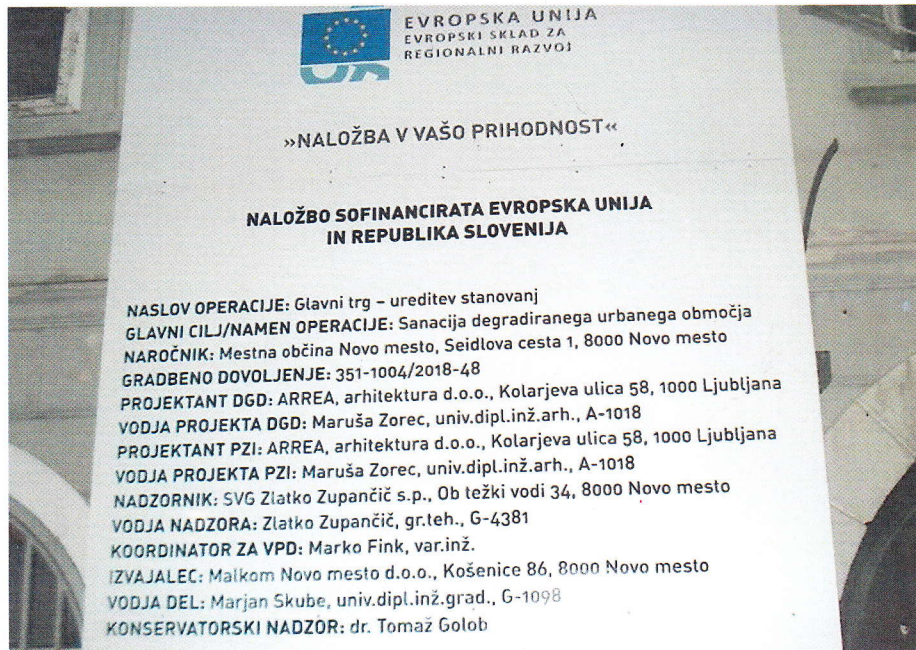 EVROPSKA UNIJA
EVROPSKI SKLAD ZA
REGIONALNI RAZVOJ
»NALOŽBA V VAŠO PRIHODNOST«
NALOŽBO SOFINANCIRATA EVROPSKA UNIJA
IN REPUBLIKA SLOVENIJA
NASLOV OPERACIJE: Glavni trg – ureditev stanovanj
GLAVNI CILJ/NAMEN OPERACIJE: Sanacija degradiranega urbanega območja
NAROČNIK: Mestna občina Novo mesto, Seidlova cesta 1, 8000 Novo mesto
GRADBENO DOVOLJENJE: 351-1004/2018-48
PROJEKTANT DGD: ARREA, arhitektura d.o.o., Kolarjeva ulica 58, 1000 Ljubljana
VODJA PROJEKTA DGD: Maruša Zorec, univ.dipl.inž.arh., A-1018
PROJEKTANT PZI: ARREA, arhitektura d.o.o., Kolarjeva ulica 58, 1000 Ljubljana
VODJA PROJEKTA PZI: Maruša Zorec, univ.dipl.inž.arh., A-1018
NADZORNIK: SVG Zlatko Zupančič s.p., Ob težki vodi 34, 8000 Novo mesto
VODJA NADZORA: Zlatko Zupančič, gr.teh., G-4381
KOORDINATOR ZA VPD: Marko Fink, var.inž.
IZVAJALEC: Malkom Novo mesto d.o.o., Košenice 86, 8000 Novo mesto
VODJA DEL: Marjan Skube, univ.dipl.inž.grad., G-1098
KONSERVATORSKI NADZOR: dr. Tomaž Golob